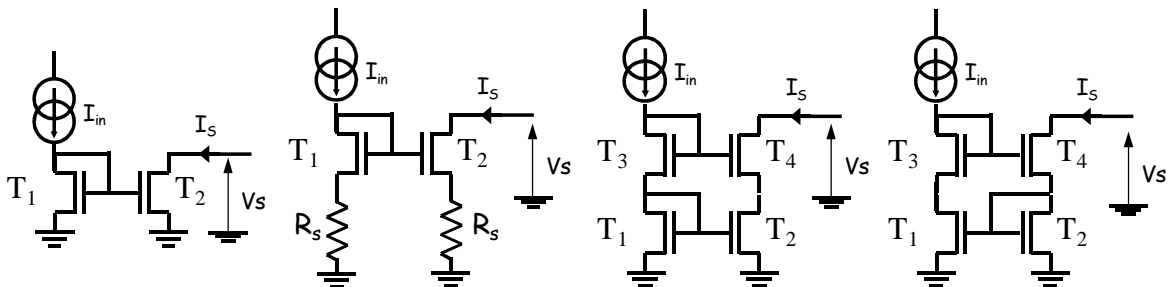 I_in
I_S
T_1
T_2
Vs
I_in
I_S
T_1
T_2
Vs
R_s
R_s
I_in
I_S
T_3
T_4
Vs
T_1
T_2
I_in
I_S
T_3
T_4
Vs
T_1
T_2